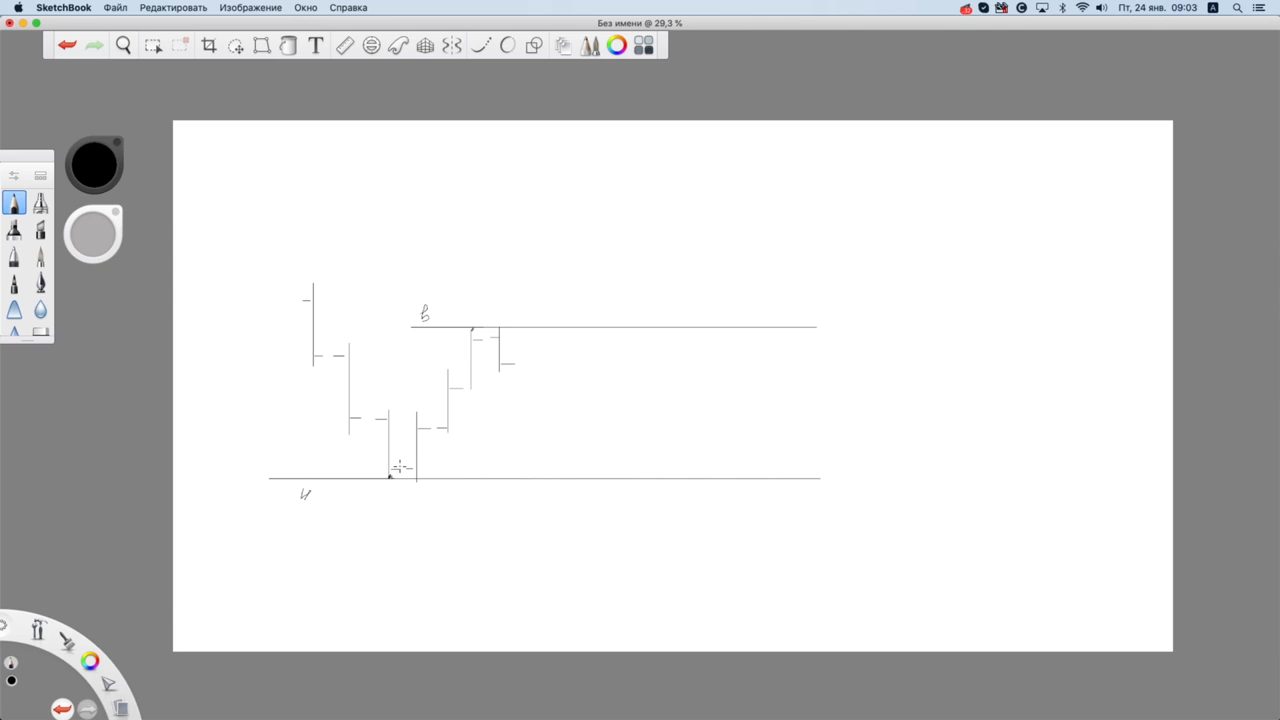 SketchBook Файл Редактировать Изображение Окно Справка Пт, 24 янв. 09:03 A
Без имени @ 29,3 %
T
в
н